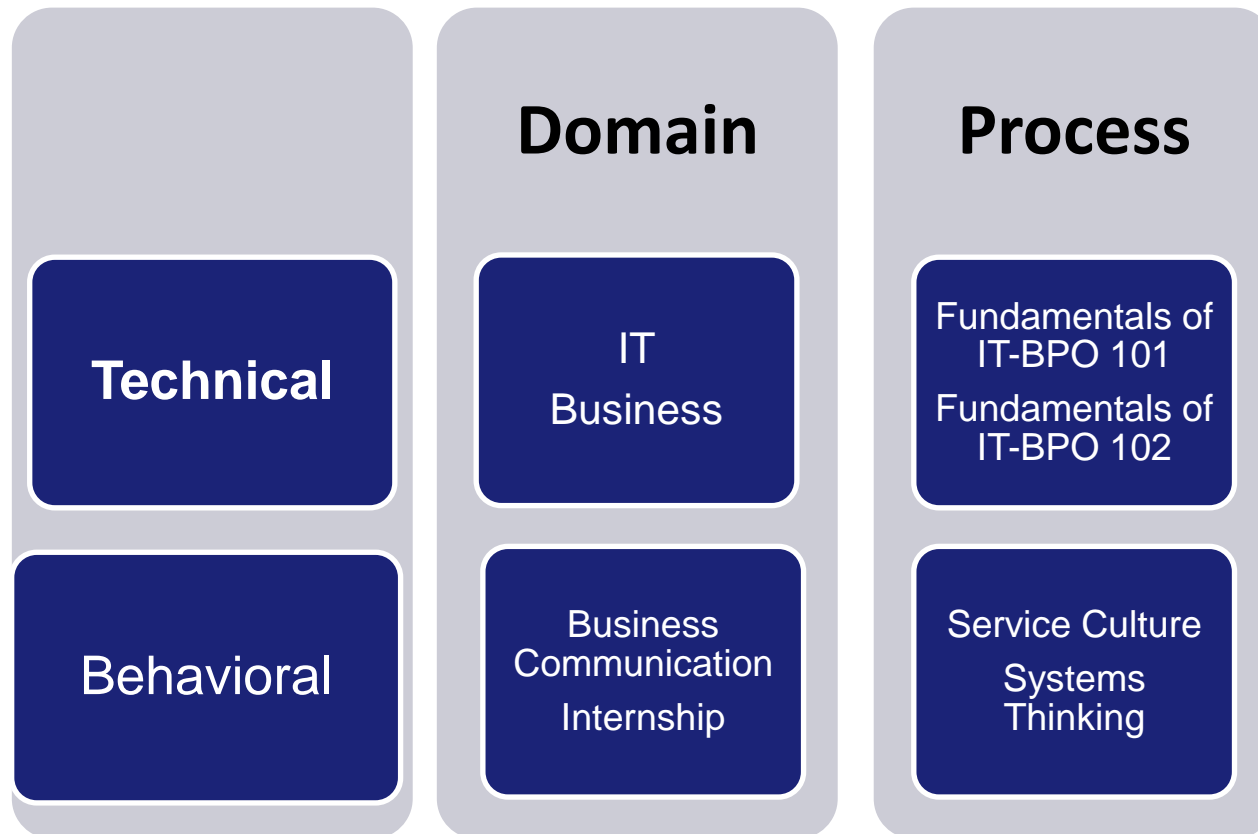 Domain
Process
Technical
IT
Business
Fundamentals of
IT-BPO 101
Fundamentals of
IT-BPO 102
Behavioral
Business
Communication
Internship
Service Culture
Systems
Thinking